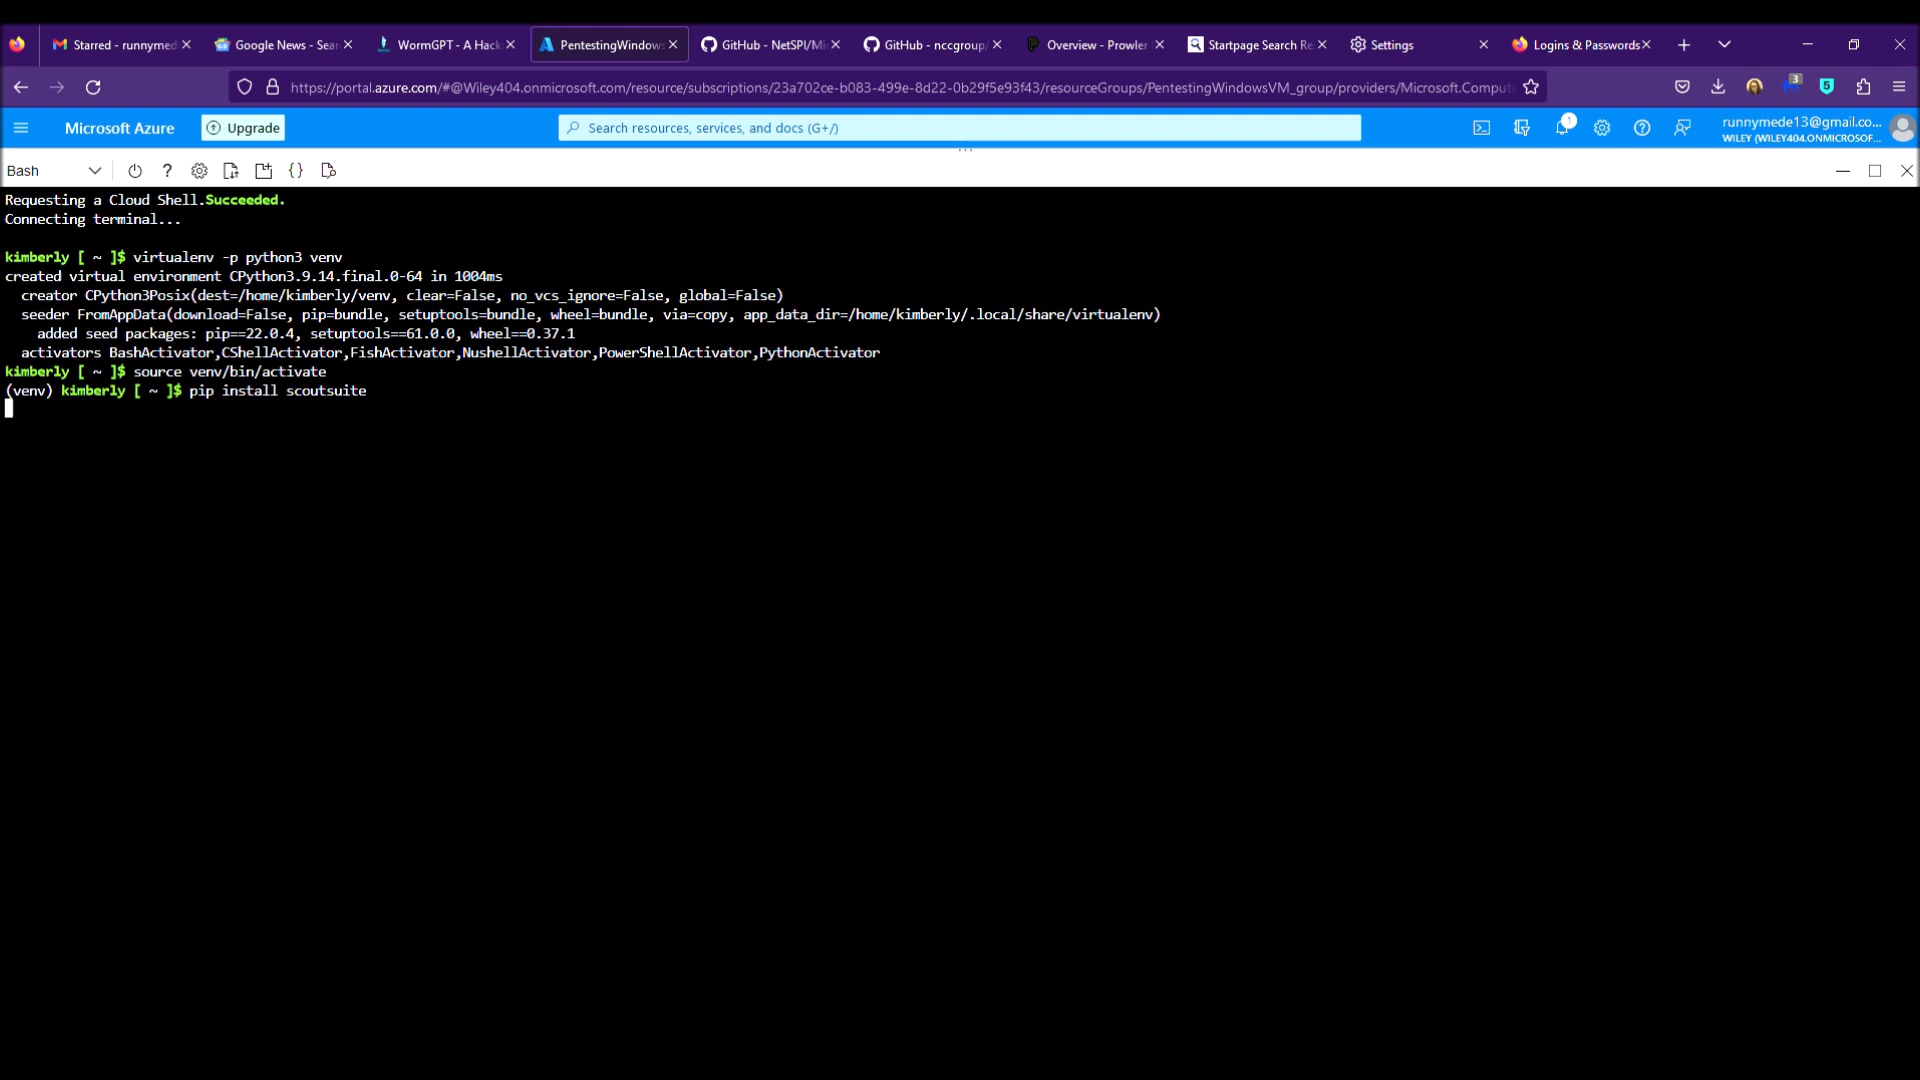 Starred - runnymed
Google News - Sea
WormGPT - A Hack
PentestingWindows
GitHub - NetSPI/Mi
GitHub - nccgroup/
Overview - Prowler
Startpage Search Re
Settings
Logins & Passwords
https://portal.azure.com/#@Wiley404.onmicrosoft.com/resource/subscriptions/23a702ce-b083-499e-8d22-0b29f5e93f43/resourceGroups/PentestingWindowsVM_group/providers/Microsoft.Comput
3
5
Microsoft Azure
Upgrade
Search resources, services, and docs (G+/)
1
runnymede13@gmail.co...
WILEY (WILEY404.ONMICROSOF...
Bash
Requesting a Cloud Shell.Succeeded.
Connecting terminal...
kimberly [ ~ ]$ virtualenv -p python3 venv
created virtual environment CPython3.9.14.final.0-64 in 1004ms
creator CPython3Posix(dest=/home/kimberly/venv, clear=False, no_vcs_ignore=False, global=False)
seeder FromAppData(download=False, pip=bundle, setuptools=bundle, wheel=bundle, via=copy, app_data_dir=/home/kimberly/.local/share/virtualenv)
added seed packages: pip==22.0.4, setuptools==61.0.0, wheel==0.37.1
activators BashActivator,CShellActivator,FishActivator,NushellActivator,PowerShellActivator,PythonActivator
kimberly [ ~ ]$ source venv/bin/activate
(venv) kimberly [ ~ ]$ pip install scoutsuite